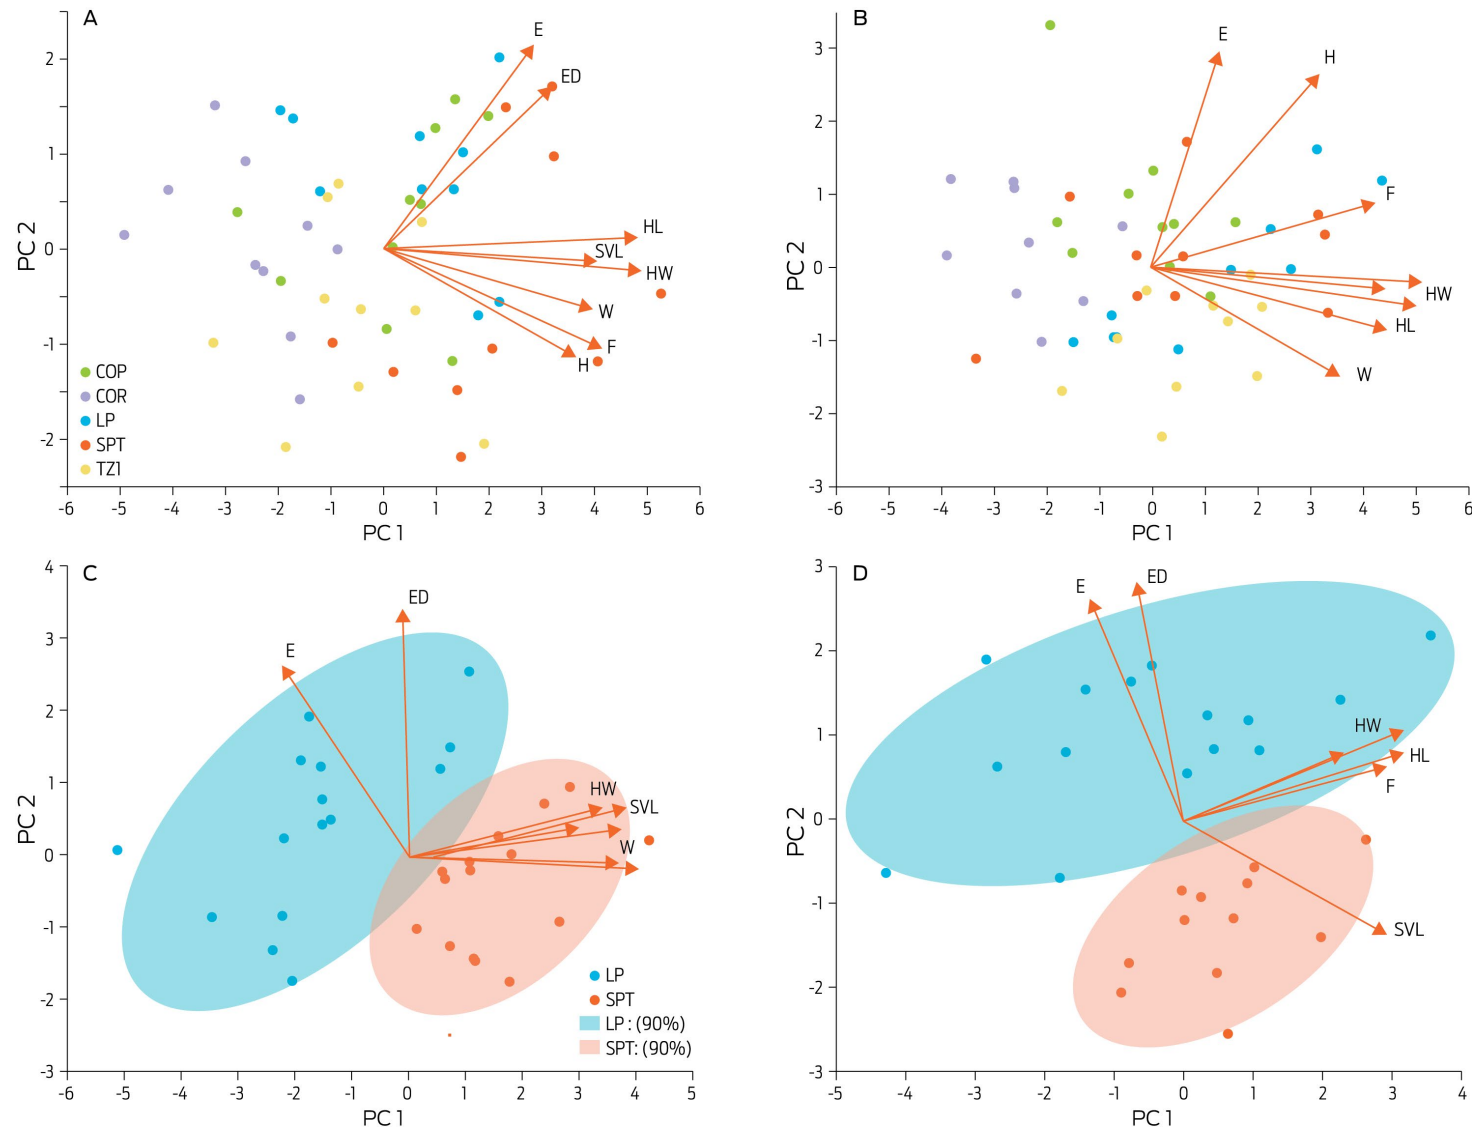 A
E
ED
HL
SVL
HW
W
F
H
PC 2
2
1
0
-1
-2
COP
COR
LP
SPT
TZ1
-6 -5 -4 -3 -2 -1 0 1 2 3 4 5 6
PC 1
B
E
H
F
HW
HL
W
PC 2
3
2
1
0
-1
-2
-3
-6 -5 -4 -3 -2 -1 0 1 2 3 4 5 6
PC 1
C
ED
E
HW
SVL
W
PC 2
4
3
2
1
0
-1
-2
-3
LP
SPT
LP : (90%)
SPT: (90%)
-6 -5 -4 -3 -2 -1 0 1 2 3 4 5
PC 1
D
E
ED
HW
HL
F
SVL
PC 2
3
2
1
0
-1
-2
-3
-5 -4 -3 -2 -1 0 1 2 3 4
PC 1